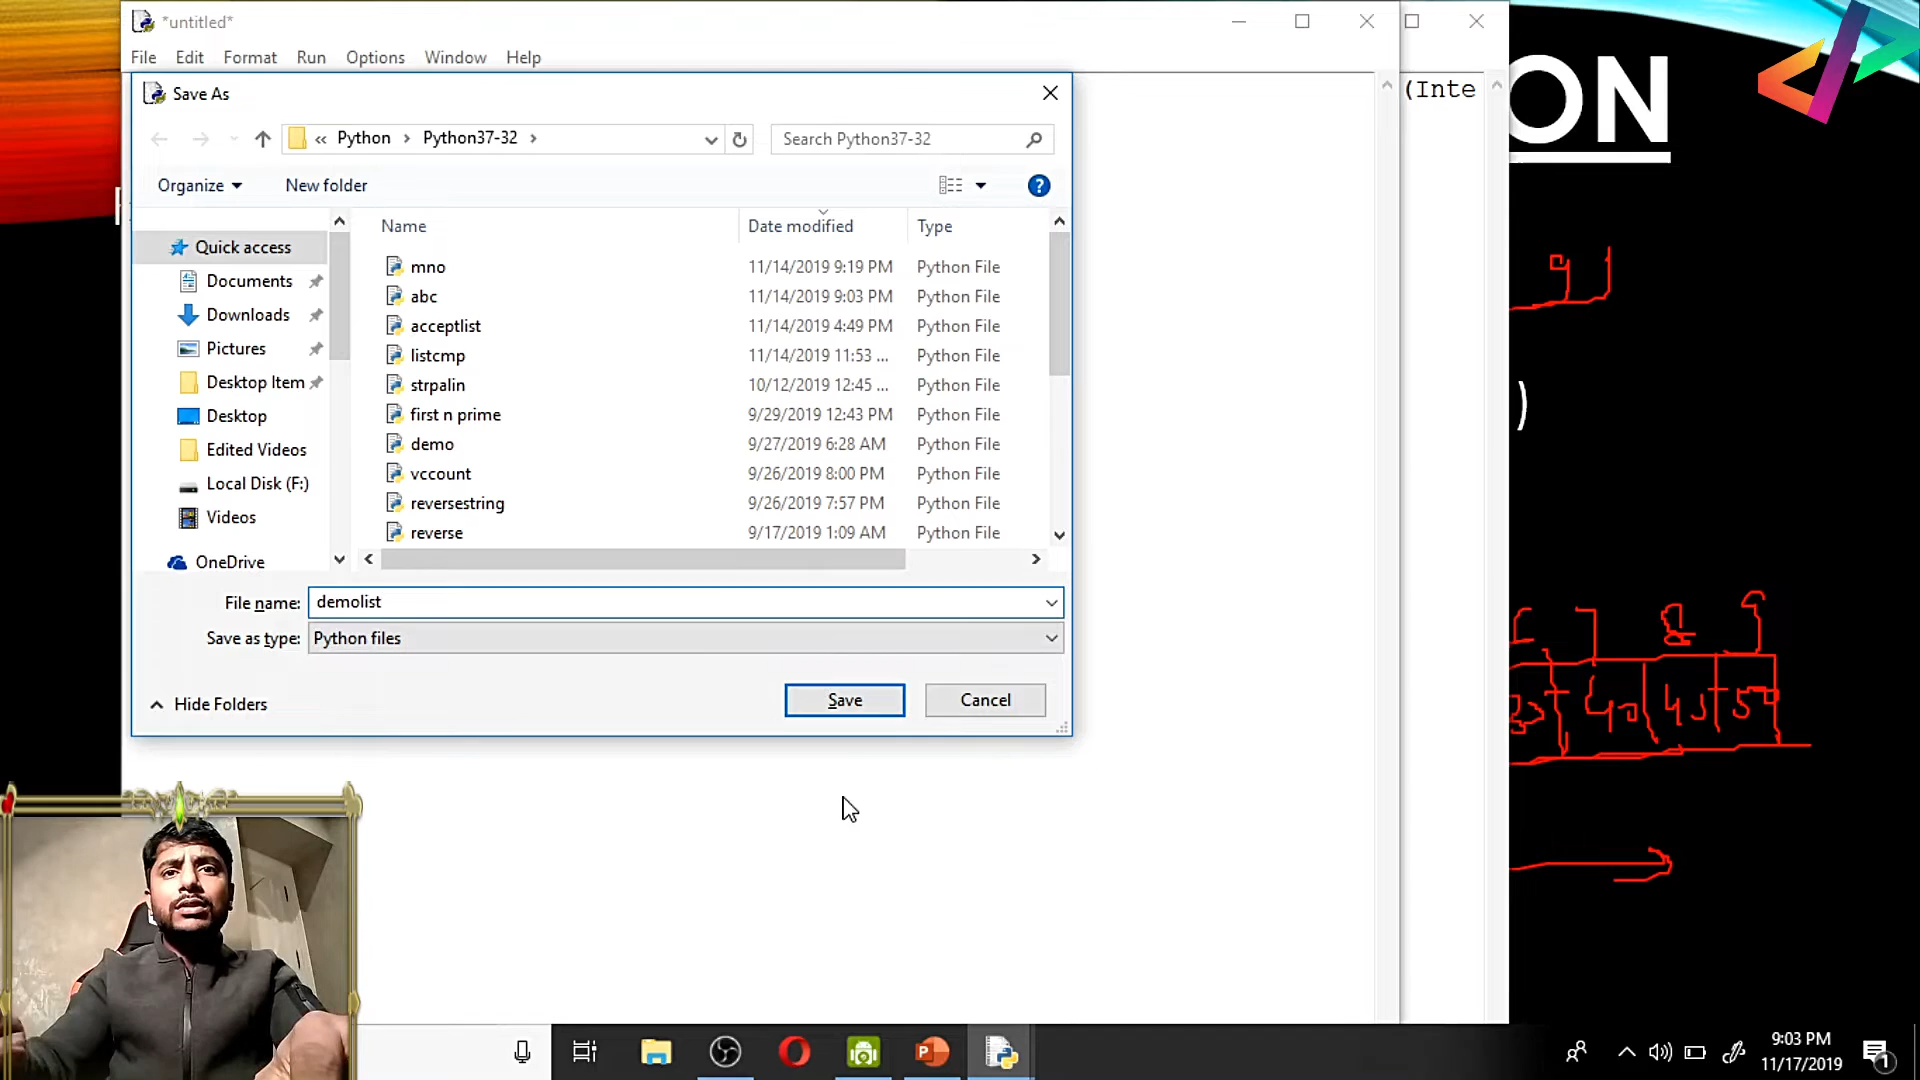 *untitled*
File Edit Format Run Options Window Help
Save As
(Inte
ON
« Python > Python37-32 >
Search Python37-32
Organize
New folder
Name Date modified Type
Quick access
Documents
Downloads
Pictures
Desktop Item
Desktop
Edited Videos
Local Disk (F:)
Videos
OneDrive
mno 11/14/2019 9:19 PM Python File
abc 11/14/2019 9:03 PM Python File
acceptlist 11/14/2019 4:49 PM Python File
listcmp 11/14/2019 11:53 ... Python File
strpalin 10/12/2019 12:45 ... Python File
first n prime 9/29/2019 12:43 PM Python File
demo 9/27/2019 6:28 AM Python File
vccount 9/26/2019 8:00 PM Python File
reversestring 9/26/2019 7:57 PM Python File
reverse 9/17/2019 1:09 AM Python File
)
File name: demolist
Save as type: Python files
Hide Folders
Save
Cancel
7 8 9
40 45 50
9:03 PM
11/17/2019
1